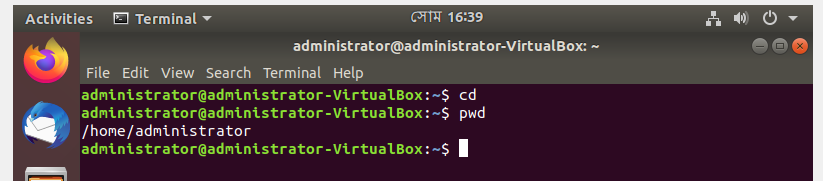 Activities Terminal সোম 16:39
administrator@administrator-VirtualBox: ~
File Edit View Search Terminal Help
administrator@administrator-VirtualBox:~$ cd
administrator@administrator-VirtualBox:~$ pwd
/home/administrator
administrator@administrator-VirtualBox:~$